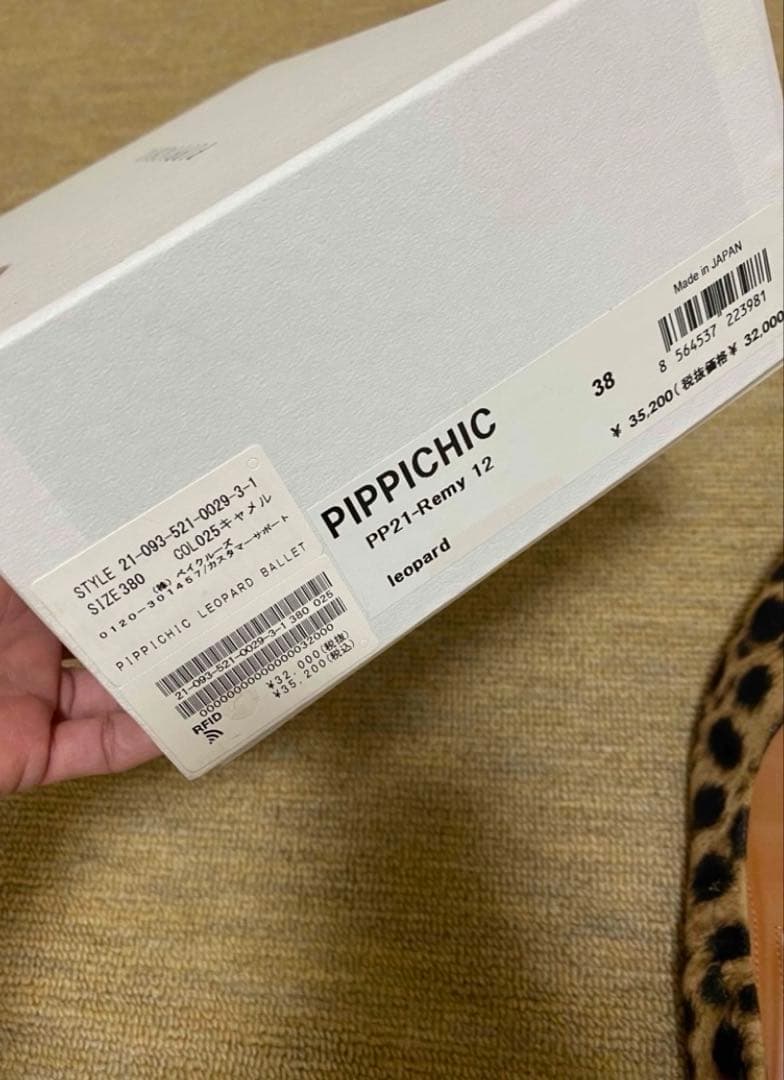 Made in JAPAN
8 564537 223981
38
¥ 35,200(税抜価格¥ 32,000
PIPPICHIC
PP21-Remy 12
leopard
STYLE 21-093-521-0029-3-1
SIZE380 COL025キャメル
(株)ベイクルーズ
0120-301457/カスタマーサポート
PIPPICHIC LEOPARD BALLET
21-093-521-0029-3-1 380 025
¥32,000(税抜)
¥35,200(税込)
RFID